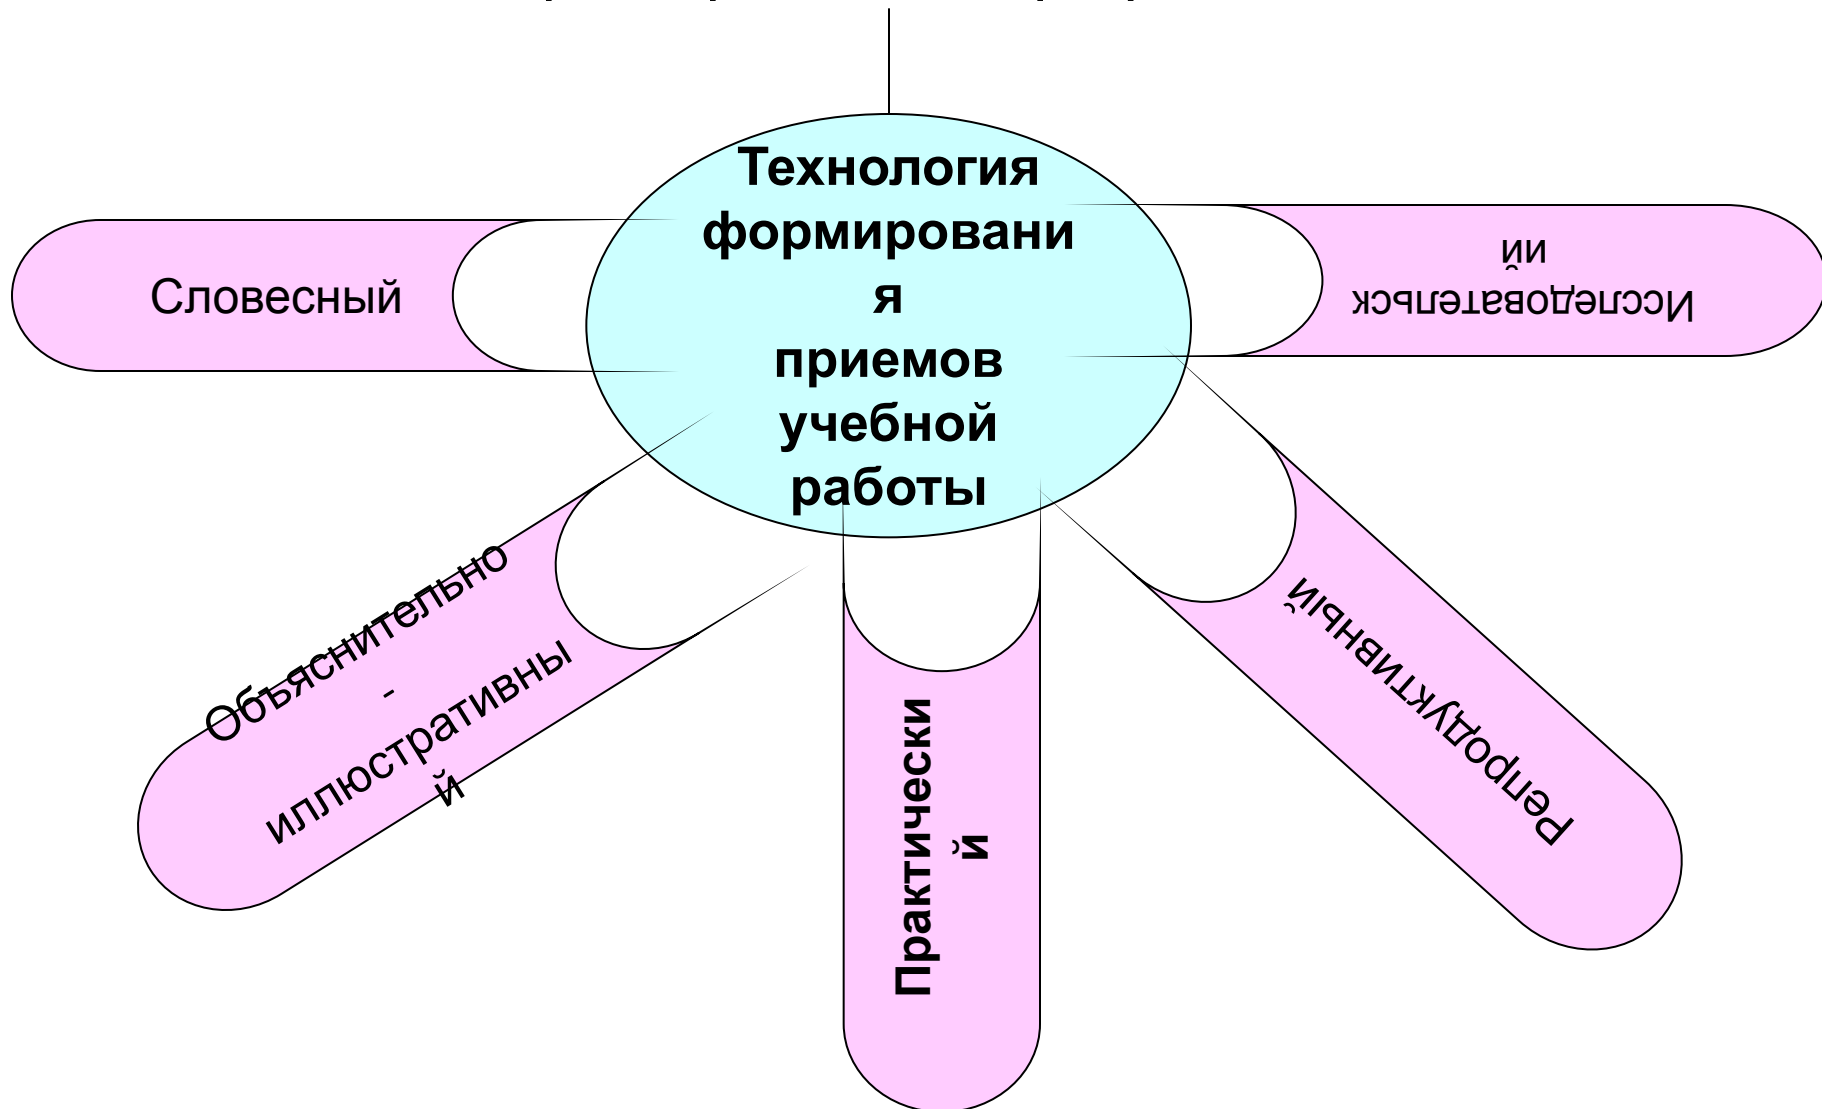 Технология
формировани
я
приемов
учебной
работы
Словесный
Исследовательск
ий
Объяснительно
-
иллюстративны
й
Практически
й
Репродуктивный